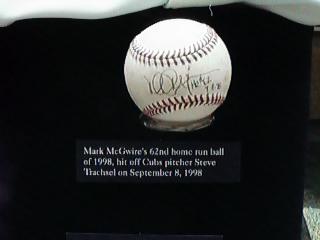 Mark McGwire's 62nd home run ball
of 1998, hit off Cubs pitcher Steve
Trachsel on September 8, 1998